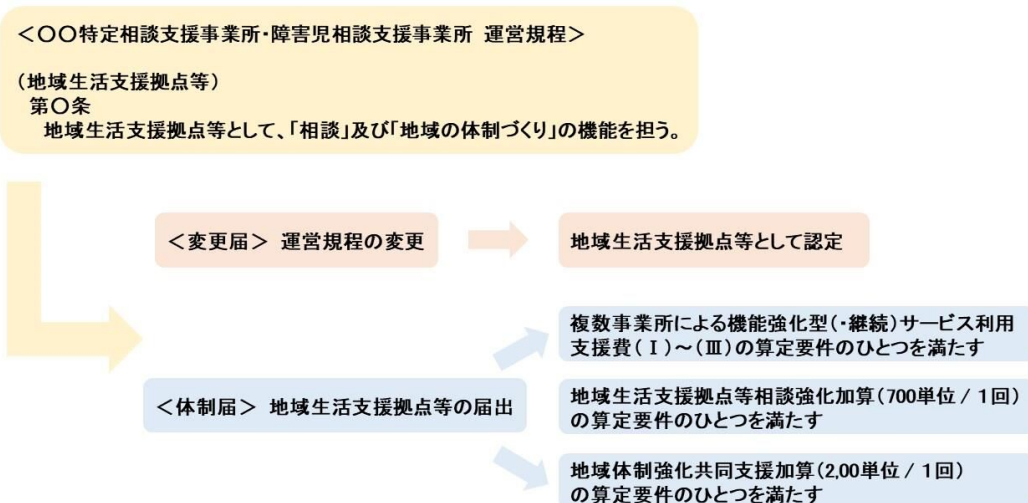 ＜〇〇特定相談支援事業所・障害児相談支援事業所 運営規程＞
（地域生活支援拠点等）
第〇条
地域生活支援拠点等として、「相談」及び「地域の体制づくり」の機能を担う。
＜変更届＞ 運営規程の変更
地域生活支援拠点等として認定
＜体制届＞ 地域生活支援拠点等の届出
複数事業所による機能強化型（・継続）サービス利用
支援費（Ⅰ）～（Ⅲ）の算定要件のひとつを満たす
地域生活支援拠点等相談強化加算（700単位 / 1回）
の算定要件のひとつを満たす
地域体制強化共同支援加算（2,00単位 / 1回）
の算定要件のひとつを満たす